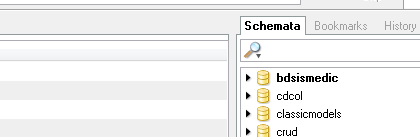 Schemata Bookmarks History
bdsismedic
cdcol
classicmodels
crud